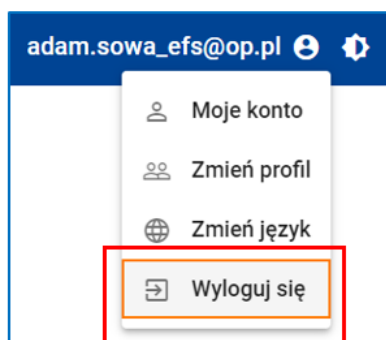 adam.sowa_efs@op.pl
Moje konto
Zmień profil
Zmień język
Wyloguj się